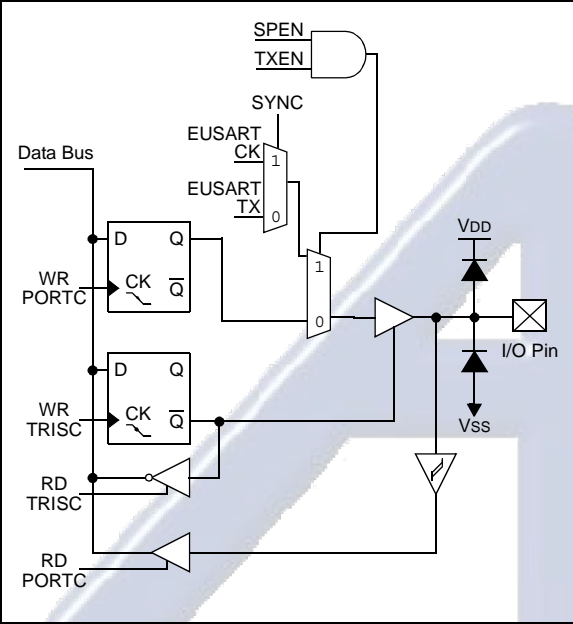 SPEN
TXEN
SYNC
EUSART
CK
1
EUSART
TX
0
Data Bus
D
Q
CK
Q̅
WR
PORTC
1
0
VDD
I/O Pin
VSS
D
Q
CK
Q̅
WR
TRISC
RD
TRISC
RD
PORTC